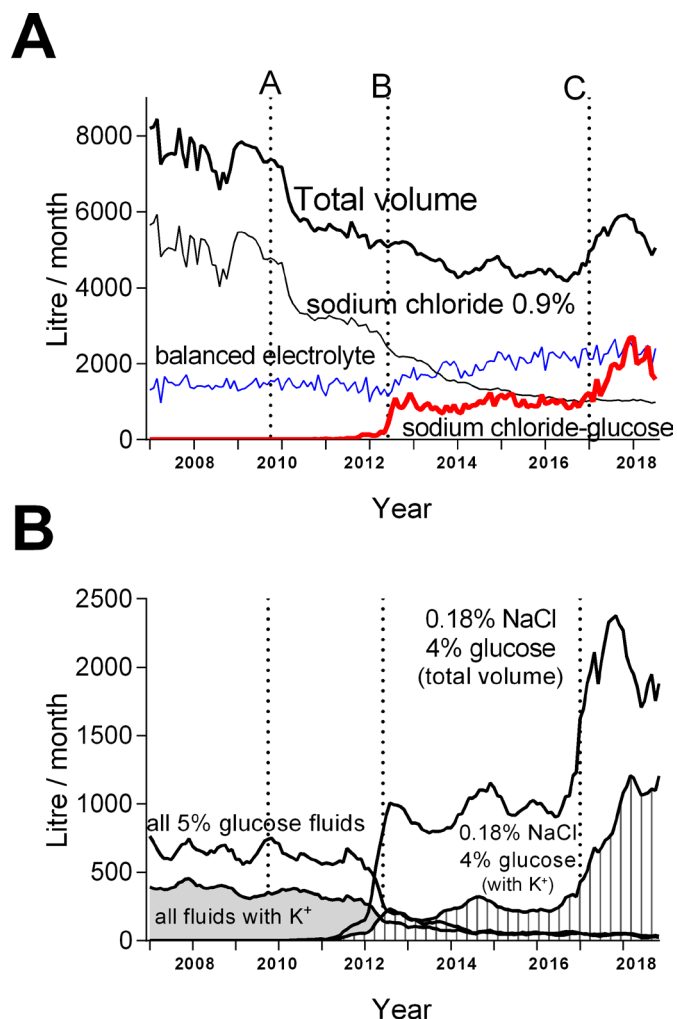 A
A B C
8000
6000
4000
2000
0
Litre / month
Total volume
sodium chloride 0.9%
balanced electrolyte
sodium chloride-glucose
2008 2010 2012 2014 2016 2018
Year
B
2500
2000
1500
1000
500
0
Litre / month
0.18% NaCl
4% glucose
(total volume)
all 5% glucose fluids
0.18% NaCl
4% glucose
(with K⁺)
all fluids with K⁺
2008 2010 2012 2014 2016 2018
Year